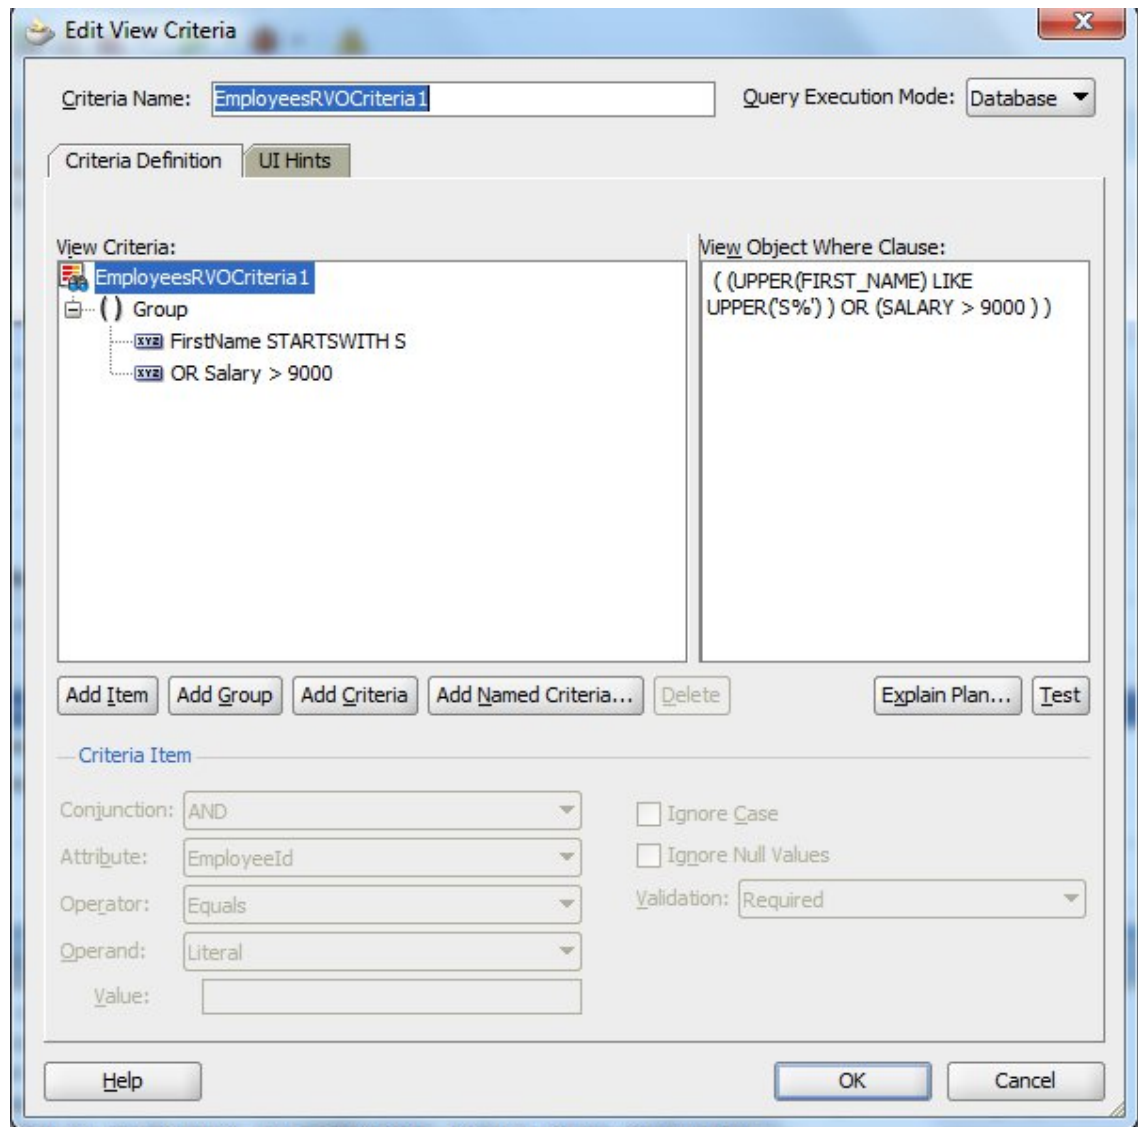 Edit View Criteria
Criteria Name: EmployeesRVOCriteria1 Query Execution Mode: Database
Criteria Definition UI Hints
View Criteria: View Object Where Clause:
EmployeesRVOCriteria1
( ) Group
XYZ FirstName STARTSWITH S
XYZ OR Salary > 9000
( (UPPER(FIRST_NAME) LIKE
UPPER('S%') ) OR (SALARY > 9000 ) )
Add Item Add Group Add Criteria Add Named Criteria... Delete Explain Plan... Test
Criteria Item
Conjunction: AND Ignore Case
Attribute: EmployeeId Ignore Null Values
Operator: Equals Validation: Required
Operand: Literal
Value:
Help OK Cancel